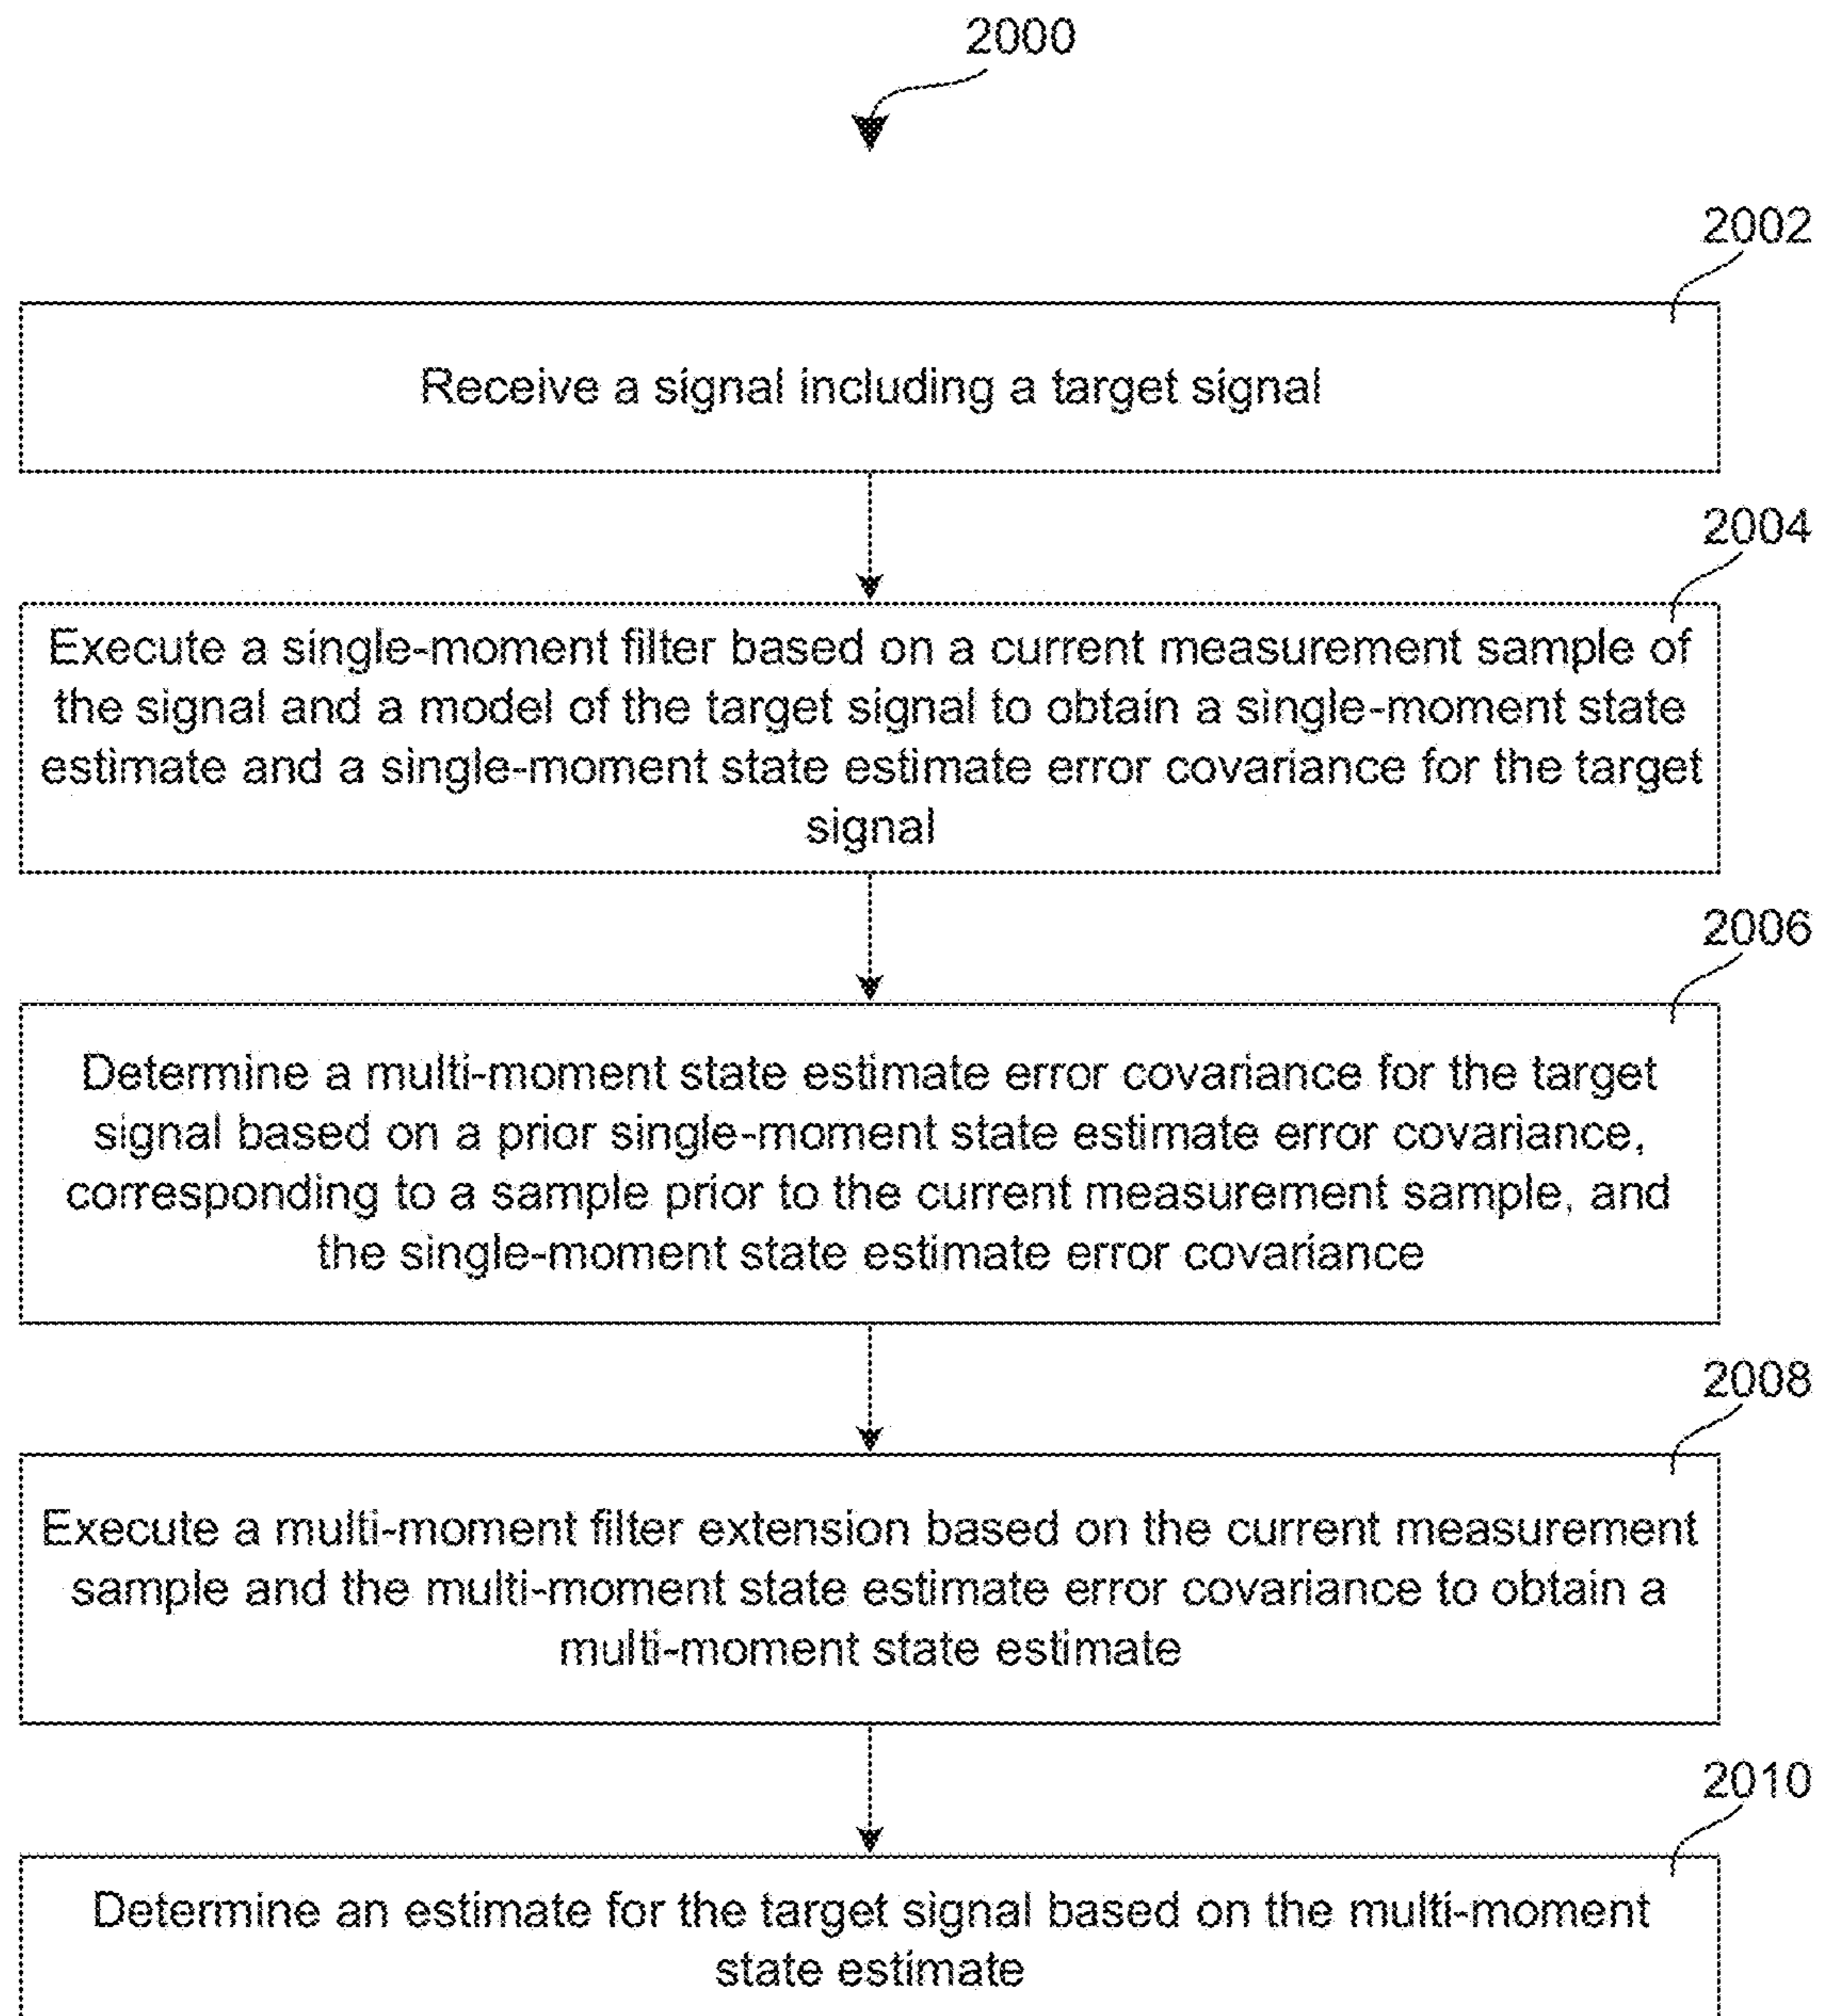 2000
2002
Receive a signal including a target signal
2004
Execute a single-moment filter based on a current measurement sample of
the signal and a model of the target signal to obtain a single-moment state
estimate and a single-moment state estimate error covariance for the target
signal
2006
Determine a multi-moment state estimate error covariance for the target
signal based on a prior single-moment state estimate error covariance,
corresponding to a sample prior to the current measurement sample, and
the single-moment state estimate error covariance
2008
Execute a multi-moment filter extension based on the current measurement
sample and the multi-moment state estimate error covariance to obtain a
multi-moment state estimate
2010
Determine an estimate for the target signal based on the multi-moment
state estimate